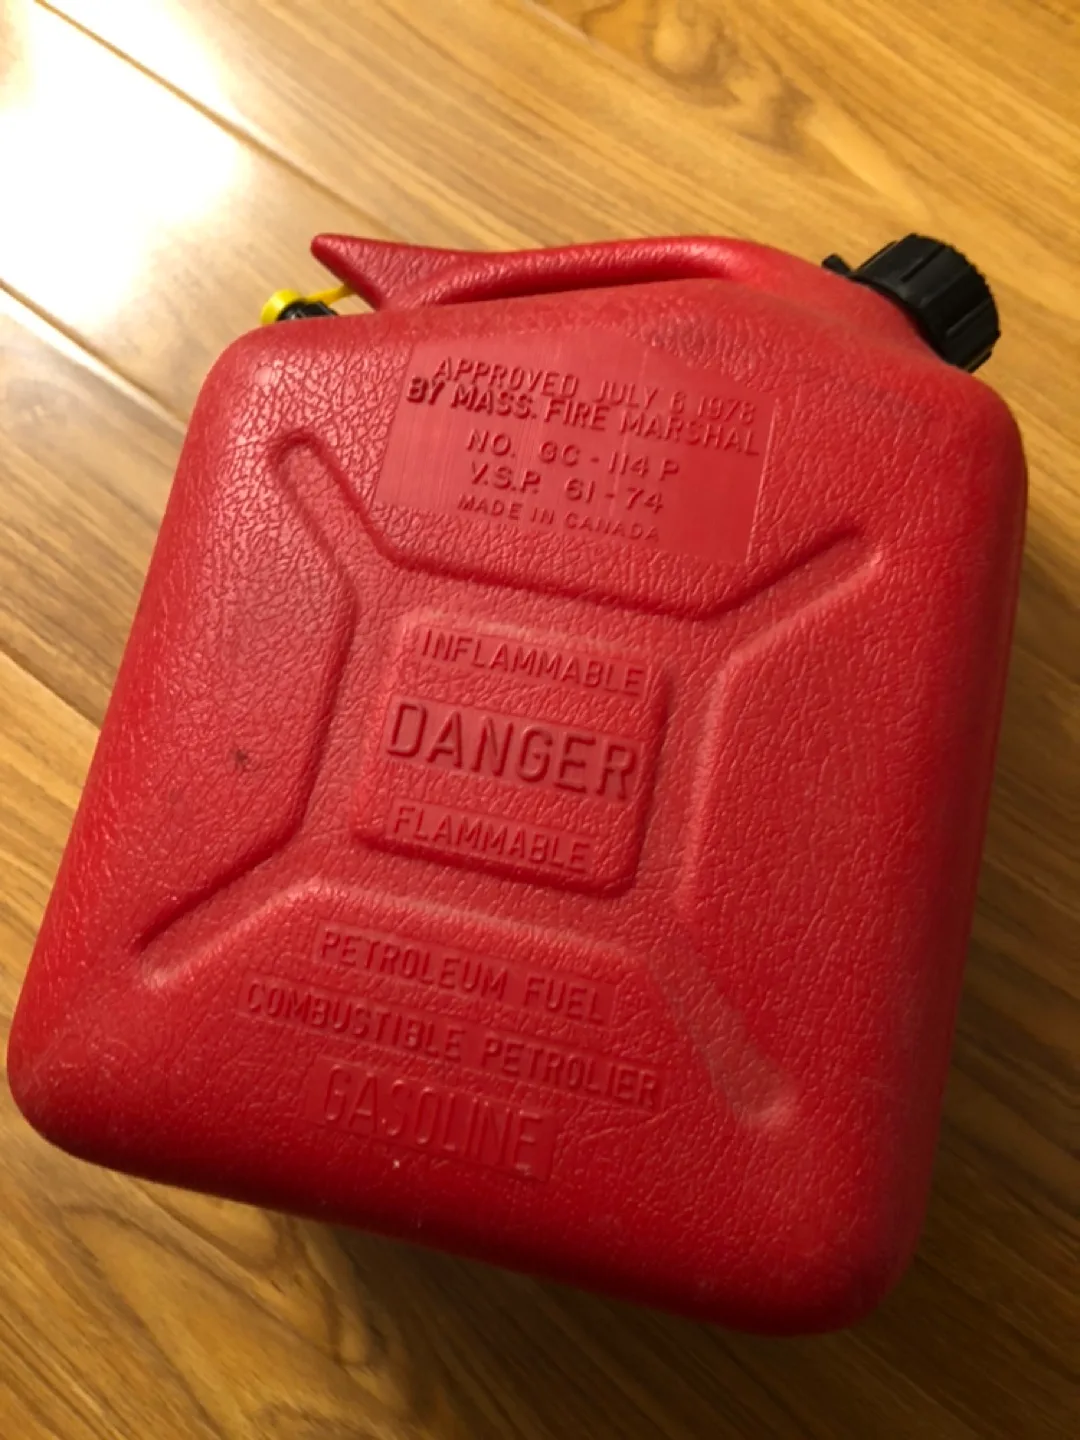 APPROVED JULY 6 1978
BY MASS. FIRE MARSHAL
NO. GC - 114 P
V.S.P. 61 - 74
MADE IN CANADA
INFLAMMABLE
DANGER
FLAMMABLE
PETROLEUM FUEL
COMBUSTIBLE PETROLIER
GASOLINE